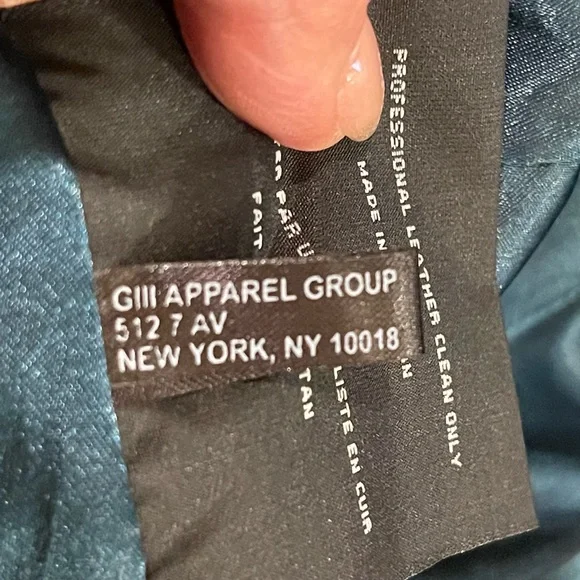 GIII APPAREL GROUP
512 7 AV
NEW YORK, NY 10018
PROFESSIONAL LEATHER CLEAN ONLY
MADE IN
PAR
LISTE EN CUIR
FAIT